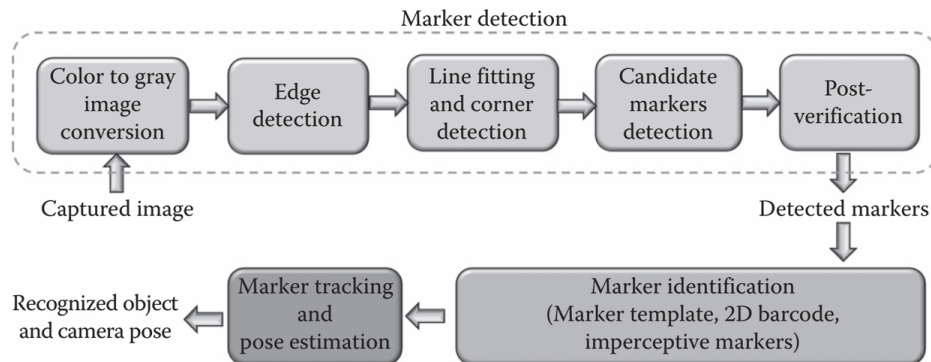 Marker detection
Color to gray
image
conversion
Edge
detection
Line fitting
and corner
detection
Candidate
markers
detection
Post-
verification
Captured image
Detected markers
Marker identification
(Marker template, 2D barcode,
imperceptive markers)
Marker tracking
and
pose estimation
Recognized object
and camera pose